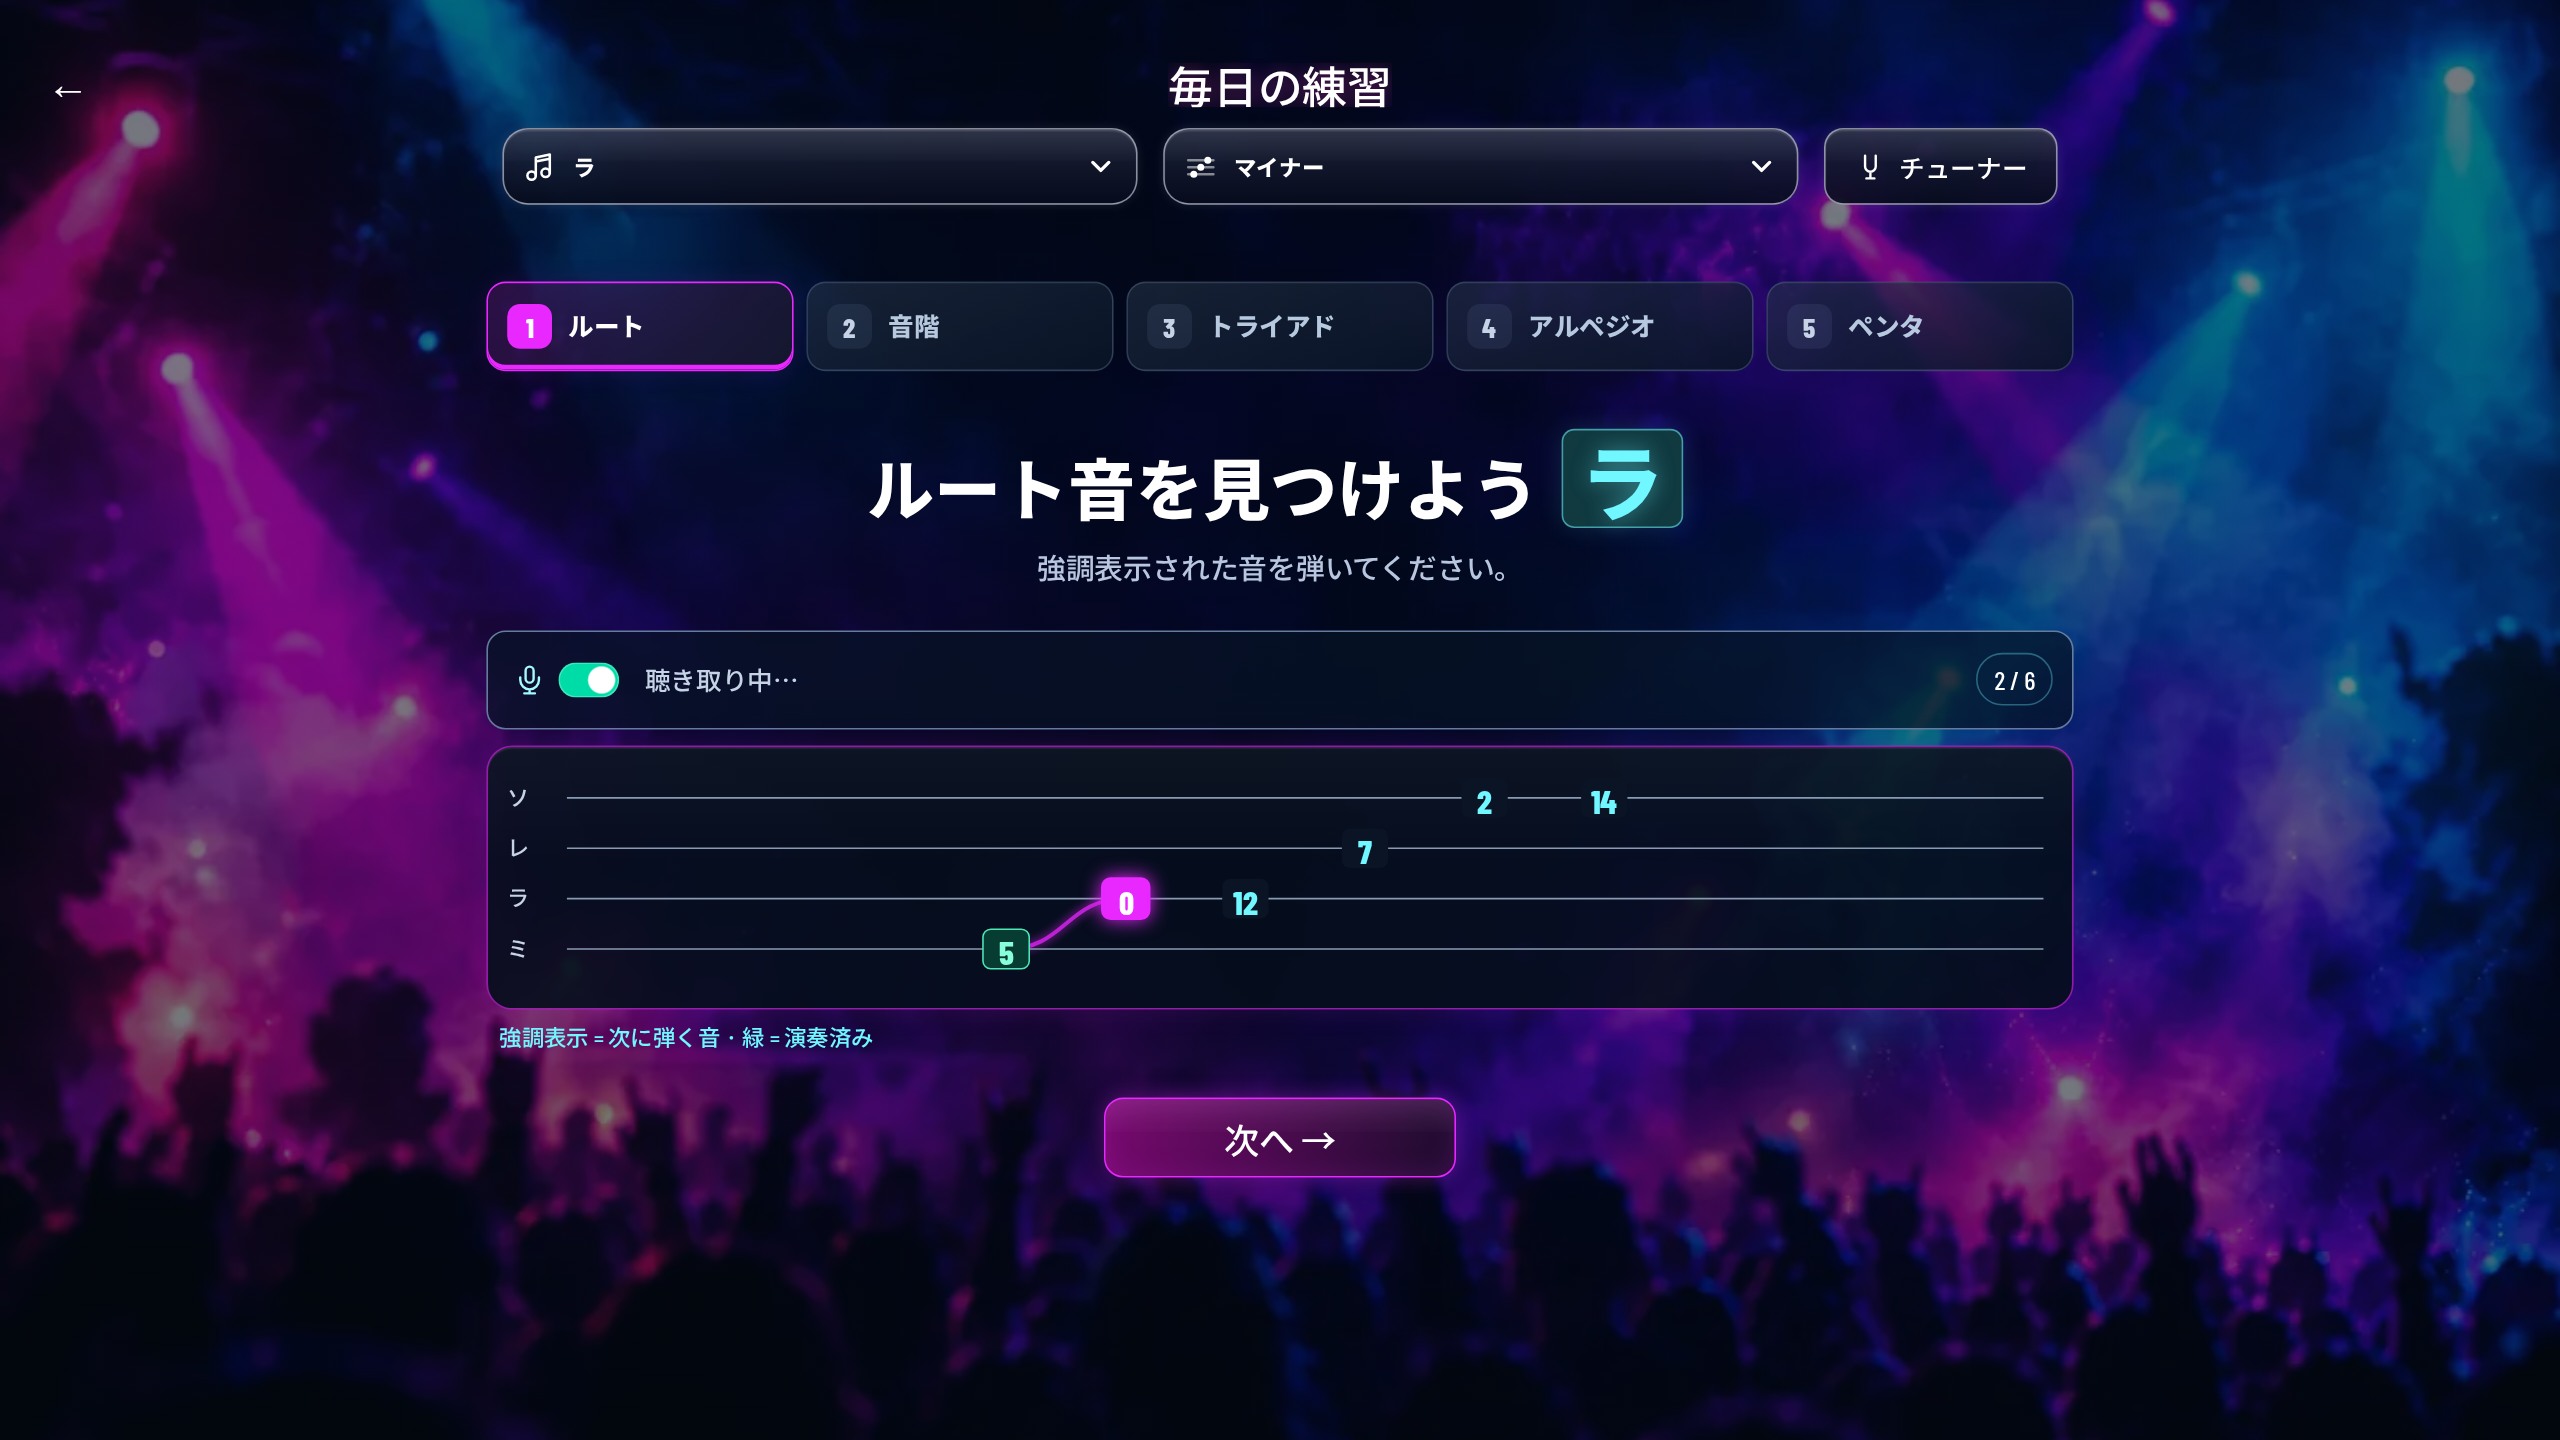 ←
毎日の練習
ラ
マイナー
チューナー
1 ルート
2 音階
3 トライアド
4 アルペジオ
5 ペンタ
ルート音を見つけよう ラ
強調表示された音を弾いてください。
聴き取り中… 2 / 6
ソ 2 14
レ 7
ラ 0 12
ミ 5
強調表示 = 次に弾く音 · 緑 = 演奏済み
次へ →